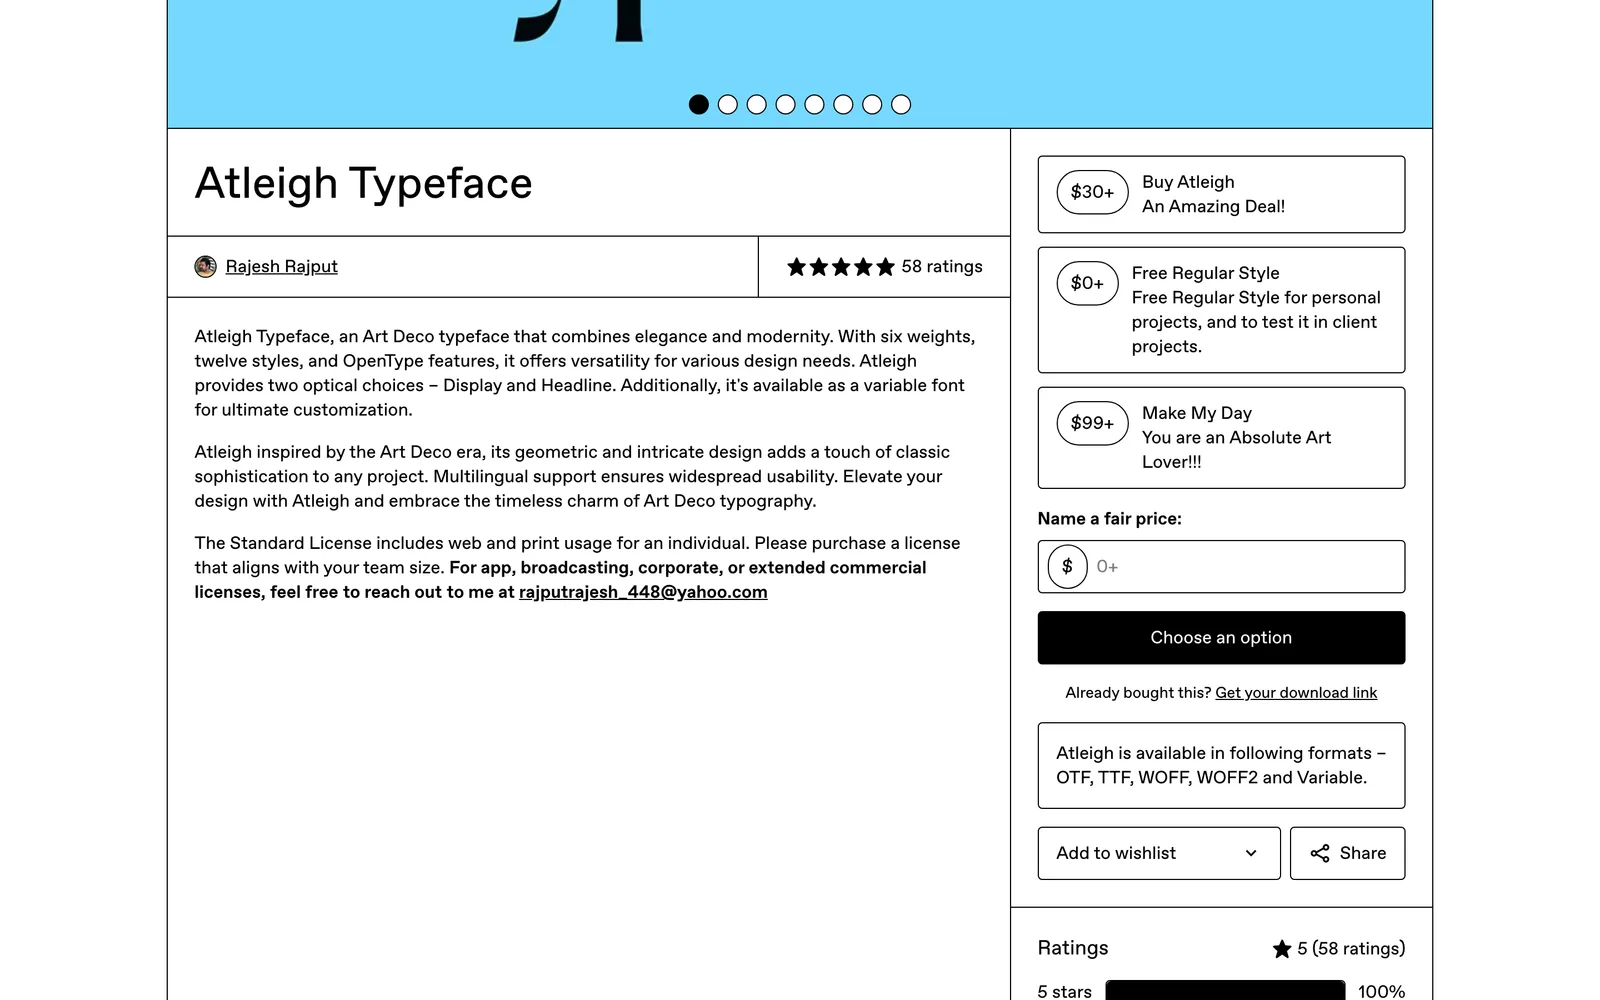 Atleigh Typeface
Rajesh Rajput
58 ratings
Atleigh Typeface, an Art Deco typeface that combines elegance and modernity. With six weights,
twelve styles, and OpenType features, it offers versatility for various design needs. Atleigh
provides two optical choices – Display and Headline. Additionally, it's available as a variable font
for ultimate customization.
Atleigh inspired by the Art Deco era, its geometric and intricate design adds a touch of classic
sophistication to any project. Multilingual support ensures widespread usability. Elevate your
design with Atleigh and embrace the timeless charm of Art Deco typography.
The Standard License includes web and print usage for an individual. Please purchase a license
that aligns with your team size. For app, broadcasting, corporate, or extended commercial
licenses, feel free to reach out to me at rajputrajesh_448@yahoo.com
$30+
Buy Atleigh
An Amazing Deal!
$0+
Free Regular Style
Free Regular Style for personal
projects, and to test it in client
projects.
$99+
Make My Day
You are an Absolute Art
Lover!!!
Name a fair price:
$ 0+
Choose an option
Already bought this? Get your download link
Atleigh is available in following formats –
OTF, TTF, WOFF, WOFF2 and Variable.
Add to wishlist
Share
Ratings
5 (58 ratings)
5 stars
100%